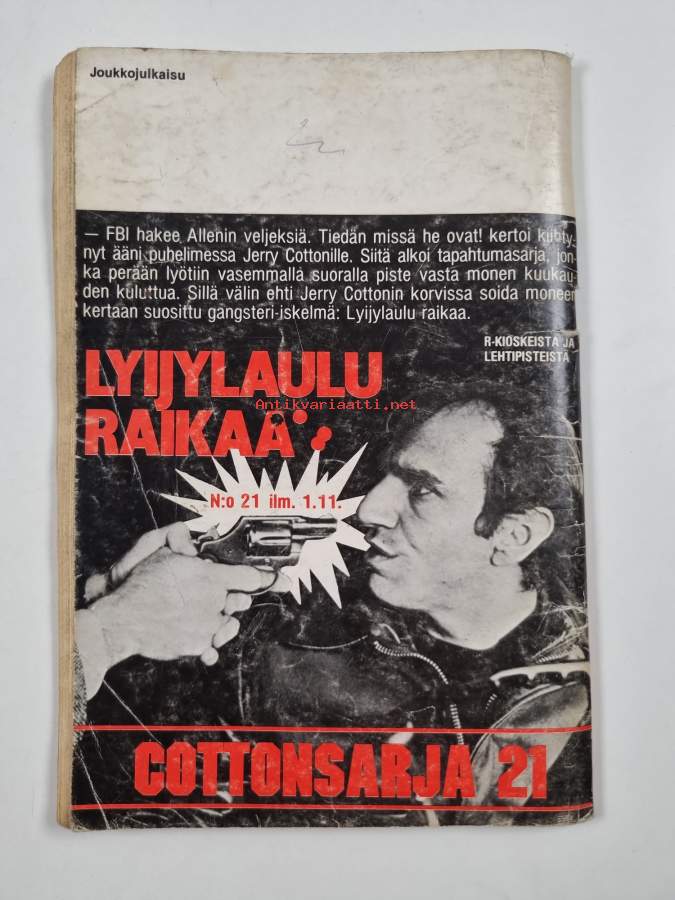 Joukkojulkaisu
— FBI hakee Allenin veljeksiä. Tiedän missä he ovat! kertoi kuihty-
nyt ääni puhelimessa Jerry Cottonille. Siitä alkoi tapahtumasarja, jon-
ka perään lyötiin vasemmalla suoralla piste vasta monen kuukau-
den kuluttua. Sillä välin ehti Jerry Cottonin korvissa soida moneen
kertaan suosittu gangsteri-iskelmä: Lyijylaulu raikaa.
R-KIOSKEISTA JA
LEHTIPISTEISTÄ
LYIJYLAULU
RAIKAA
Antikvariaatti.net
N:o 21 ilm. 1.11.
COTTONSARJA 21